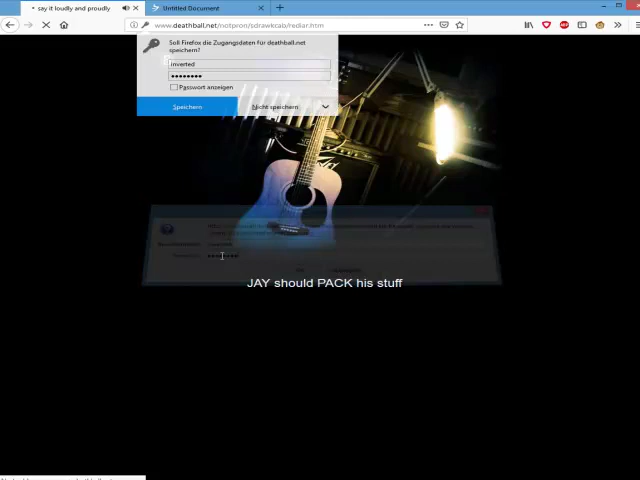 say it loudly and proudly
Untitled Document
www.deathball.net/notpron/sdrawkcab/rediar.htm
Soll Firefox die Zugangsdaten für deathball.net
speichern?
inverted
Passwort anzeigen
Speichern
Nicht speichern
JAY should PACK his stuff